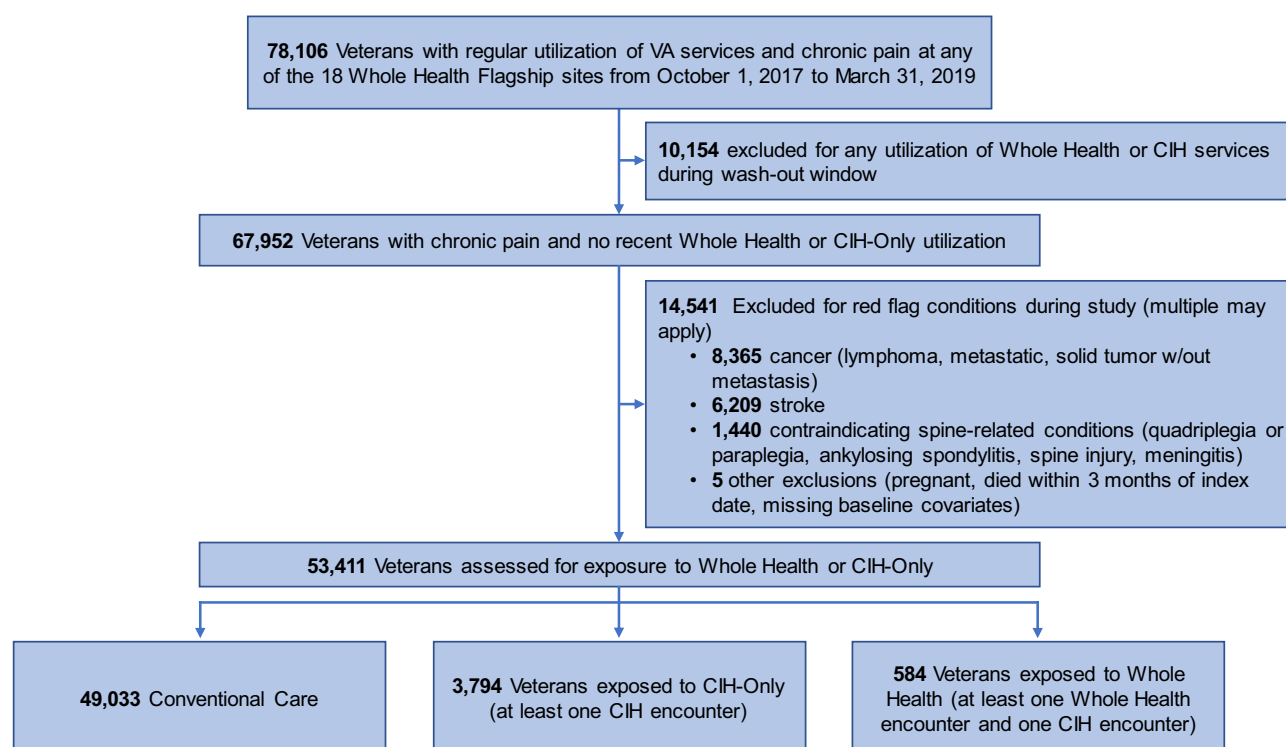 78,106 Veterans with regular utilization of VA services and chronic pain at any
of the 18 Whole Health Flagship sites from October 1, 2017 to March 31, 2019
10,154 excluded for any utilization of Whole Health or CIH services
during wash-out window
67,952 Veterans with chronic pain and no recent Whole Health or CIH-Only utilization
14,541 Excluded for red flag conditions during study (multiple may
apply)
• 8,365 cancer (lymphoma, metastatic, solid tumor w/out
metastasis)
• 6,209 stroke
• 1,440 contraindicating spine-related conditions (quadriplegia or
paraplegia, ankylosing spondylitis, spine injury, meningitis)
• 5 other exclusions (pregnant, died within 3 months of index
date, missing baseline covariates)
53,411 Veterans assessed for exposure to Whole Health or CIH-Only
49,033 Conventional Care
3,794 Veterans exposed to CIH-Only
(at least one CIH encounter)
584 Veterans exposed to Whole
Health (at least one Whole Health
encounter and one CIH encounter)